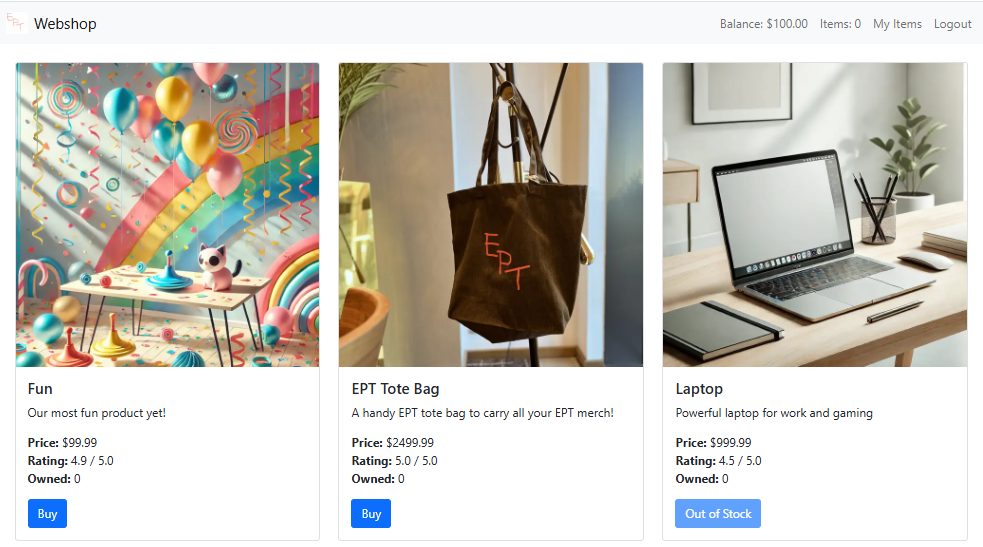 EPT
Webshop
Balance: $100.00 Items: 0 My Items Logout
EPT
Fun
Our most fun product yet!
Price: $99.99
Rating: 4.9 / 5.0
Owned: 0
Buy
EPT Tote Bag
A handy EPT tote bag to carry all your EPT merch!
Price: $2499.99
Rating: 5.0 / 5.0
Owned: 0
Buy
Laptop
Powerful laptop for work and gaming
Price: $999.99
Rating: 4.5 / 5.0
Owned: 0
Out of Stock